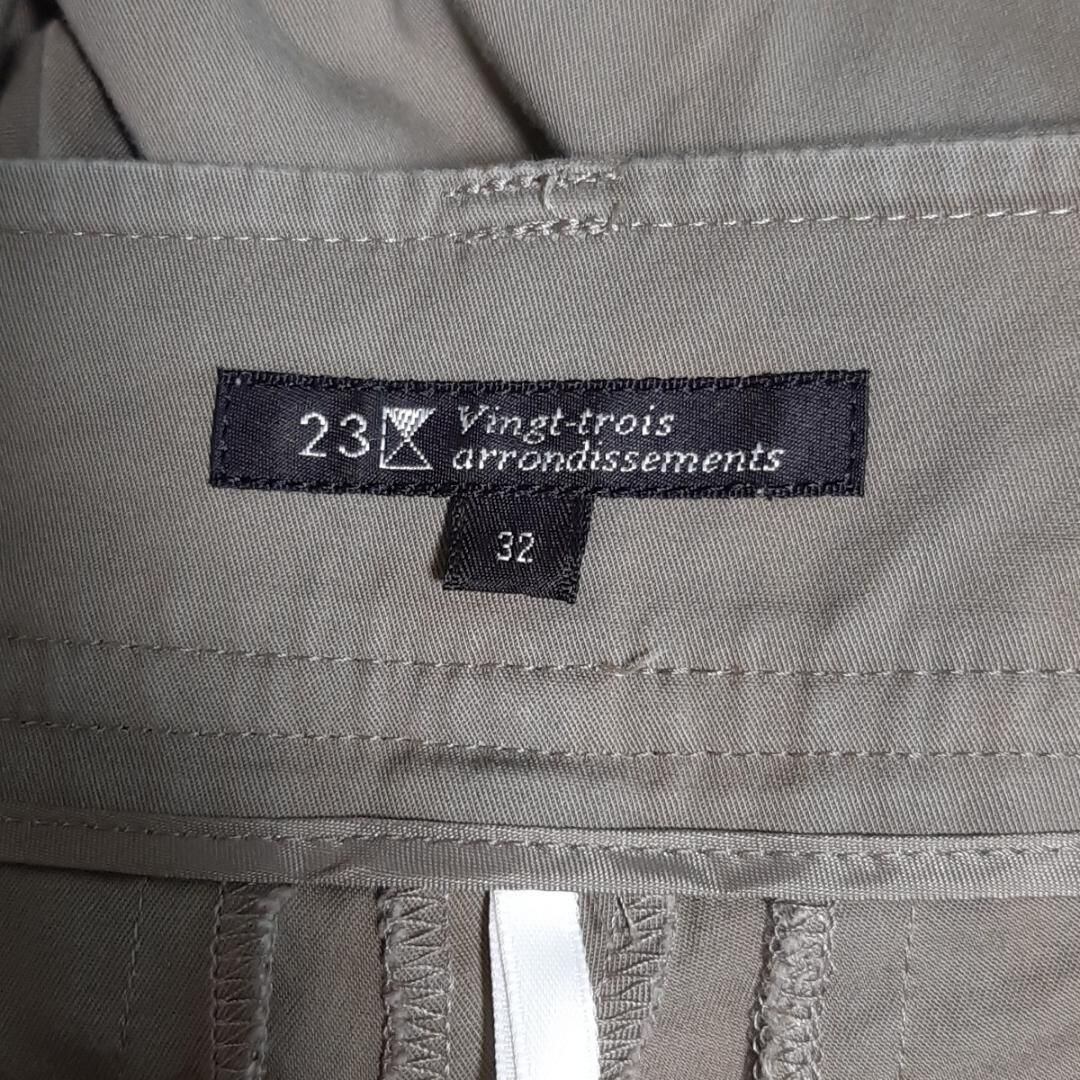 23 Vingt-trois
arrondissements
32